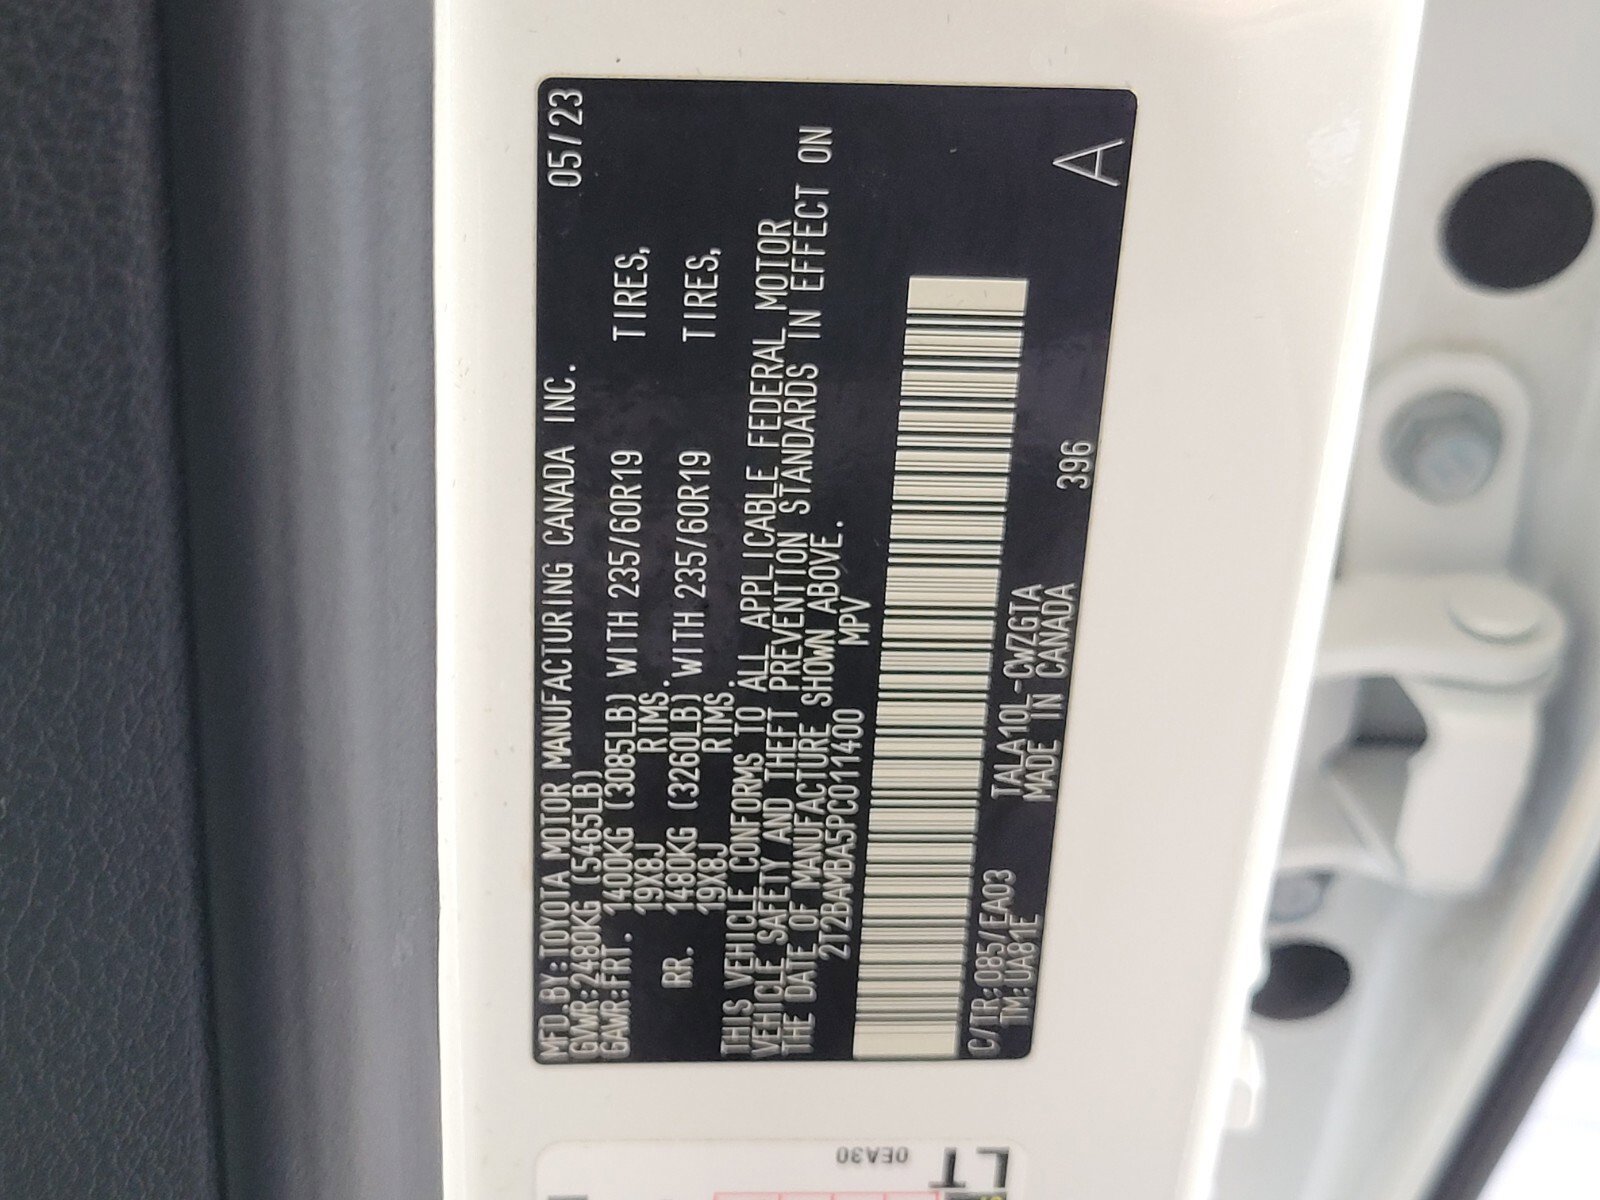 MFD.BY:TOYOTA MOTOR MANUFACTURING CANADA INC. 05/23
GVWR:2480KG (5465LB)
GAWR:FRT. 1400KG (3085LB) WITH 235/60R19 TIRES,
19X8J RIMS.
RR. 1480KG (3260LB) WITH 235/60R19 TIRES,
19X8J RIMS.
THIS VEHICLE CONFORMS TO ALL APPLICABLE FEDERAL MOTOR
VEHICLE SAFETY AND THEFT PREVENTION STANDARDS IN EFFECT ON
THE DATE OF MANUFACTURE SHOWN ABOVE.
2T2BAMBA5PC011400 MPV
C/TR:085/EA03 TALA10L-CWZGTA
TM:UA81E MADE IN CANADA 396 A
0EA30
LT